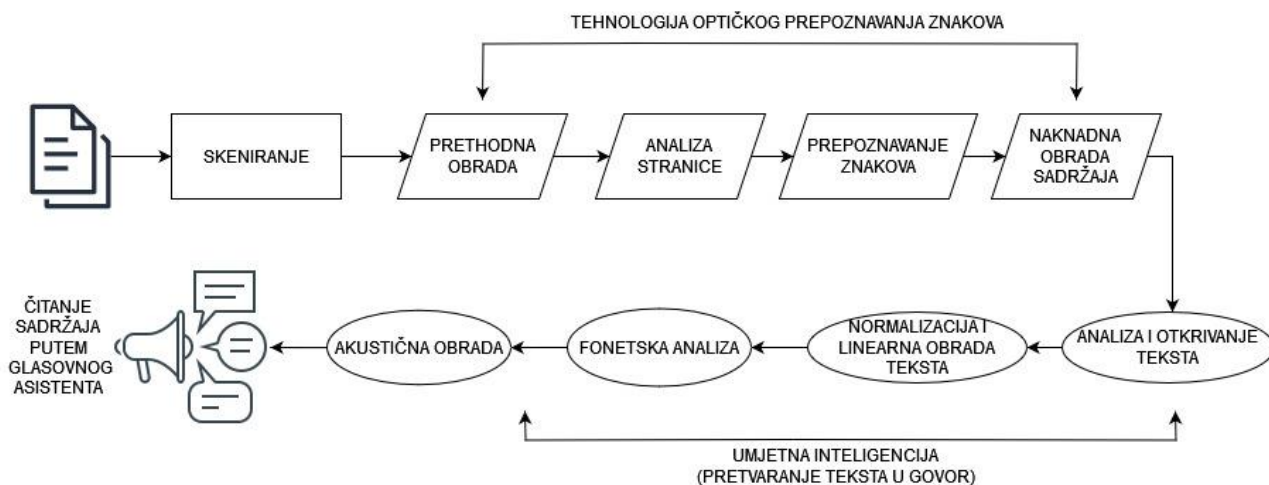 TEHNOLOGIJA OPTIČKOG PREPOZNAVANJA ZNAKOVA
SKENIRANJE
PRETHODNA
OBRADA
ANALIZA
STRANICE
PREPOZNAVANJE
ZNAKOVA
NAKNADNA
OBRADA
SADRŽAJA
ČITANJE
SADRŽAJA
PUTEM
GLASOVNOG
ASISTENTA
AKUSTIČNA OBRADA
FONETSKA ANALIZA
NORMALIZACIJA I
LINEARNA OBRADA
TEKSTA
ANALIZA I OTKRIVANJE
TEKSTA
UMJETNA INTELIGENCIJA
(PRETVARANJE TEKSTA U GOVOR)